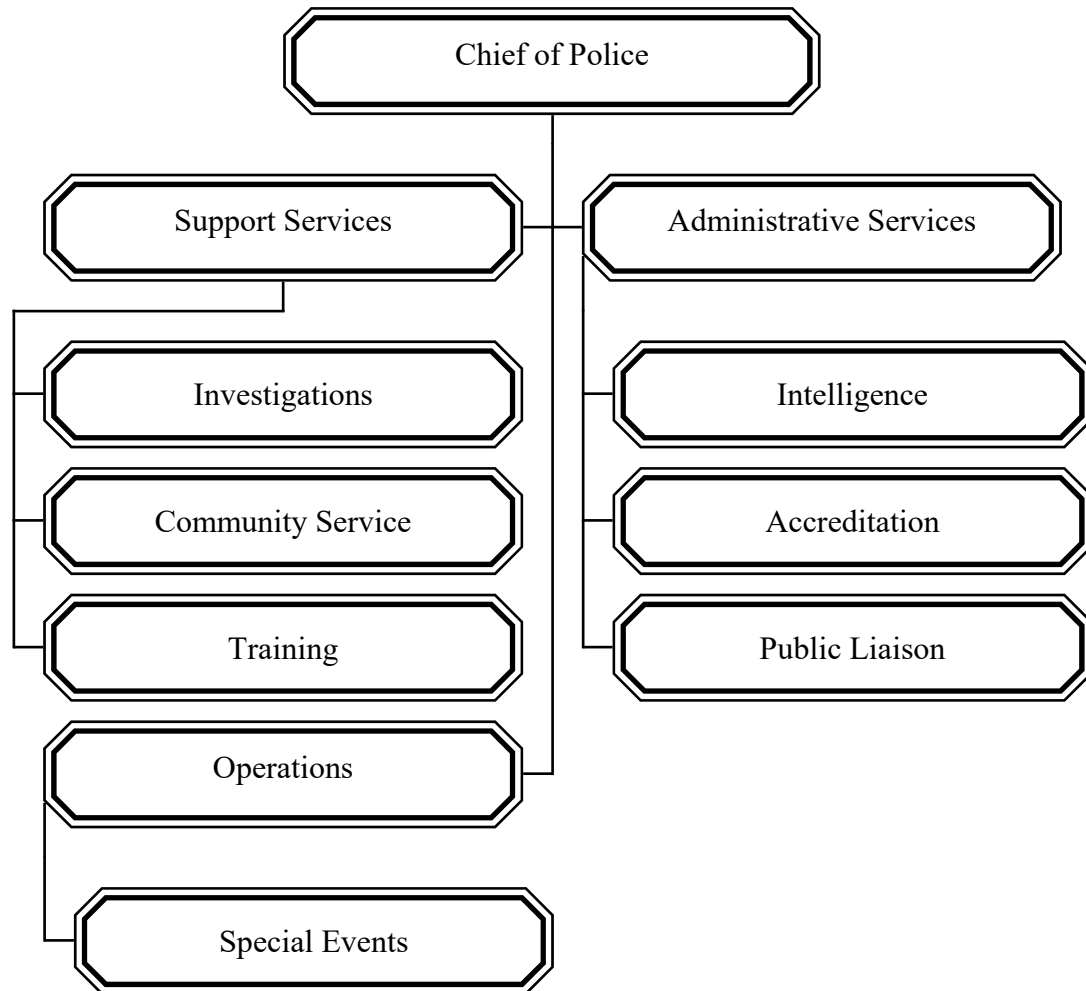 Chief of Police
Support Services
Administrative Services
Investigations
Intelligence
Community Service
Accreditation
Training
Public Liaison
Operations
Special Events